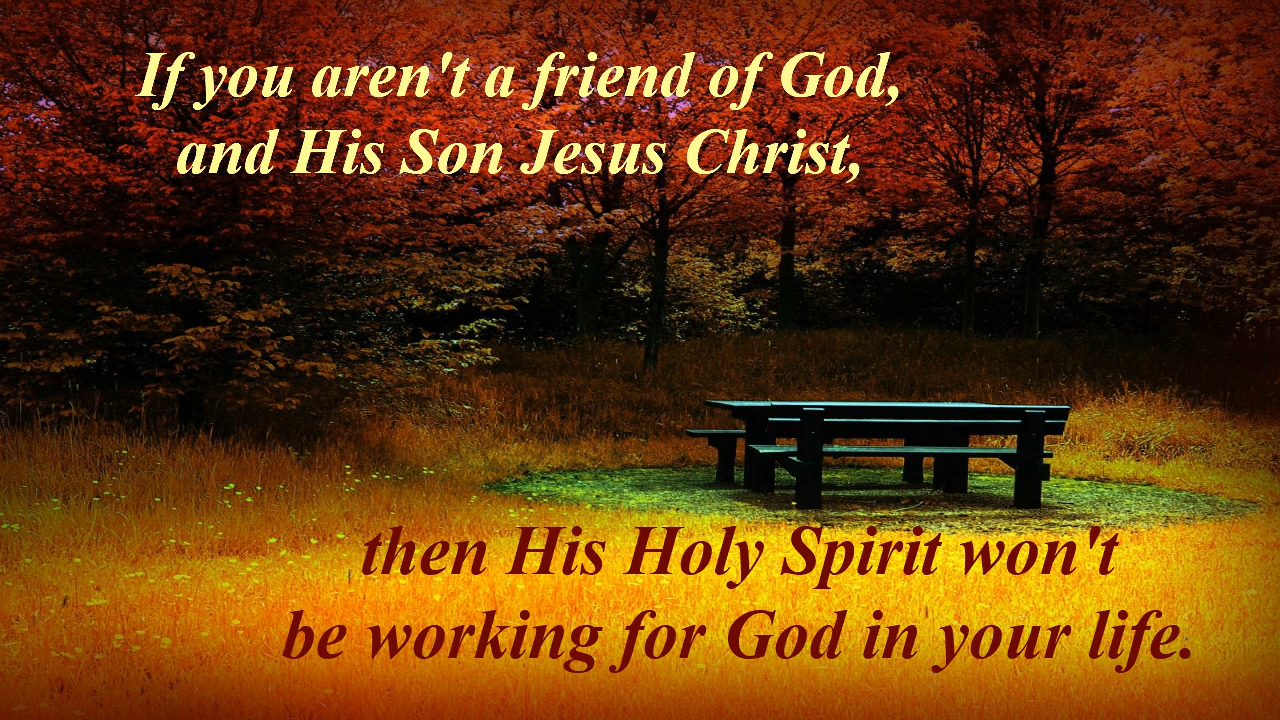 If you aren't a friend of God,
and His Son Jesus Christ,
then His Holy Spirit won't
be working for God in your life.